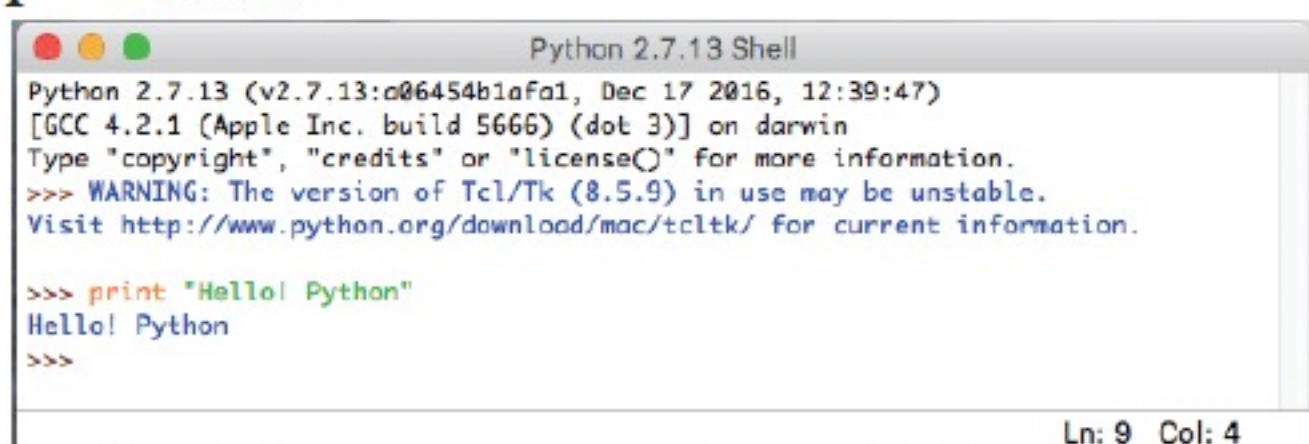 Python 2.7.13 Shell
Python 2.7.13 (v2.7.13:a06454b1afa1, Dec 17 2016, 12:39:47)
[GCC 4.2.1 (Apple Inc. build 5666) (dot 3)] on darwin
Type "copyright", "credits" or "license()" for more information.
>>> WARNING: The version of Tcl/Tk (8.5.9) in use may be unstable.
Visit http://www.python.org/download/mac/tcltk/ for current information.
>>> print "Hello! Python"
Hello! Python
>>>
Ln: 9 Col: 4